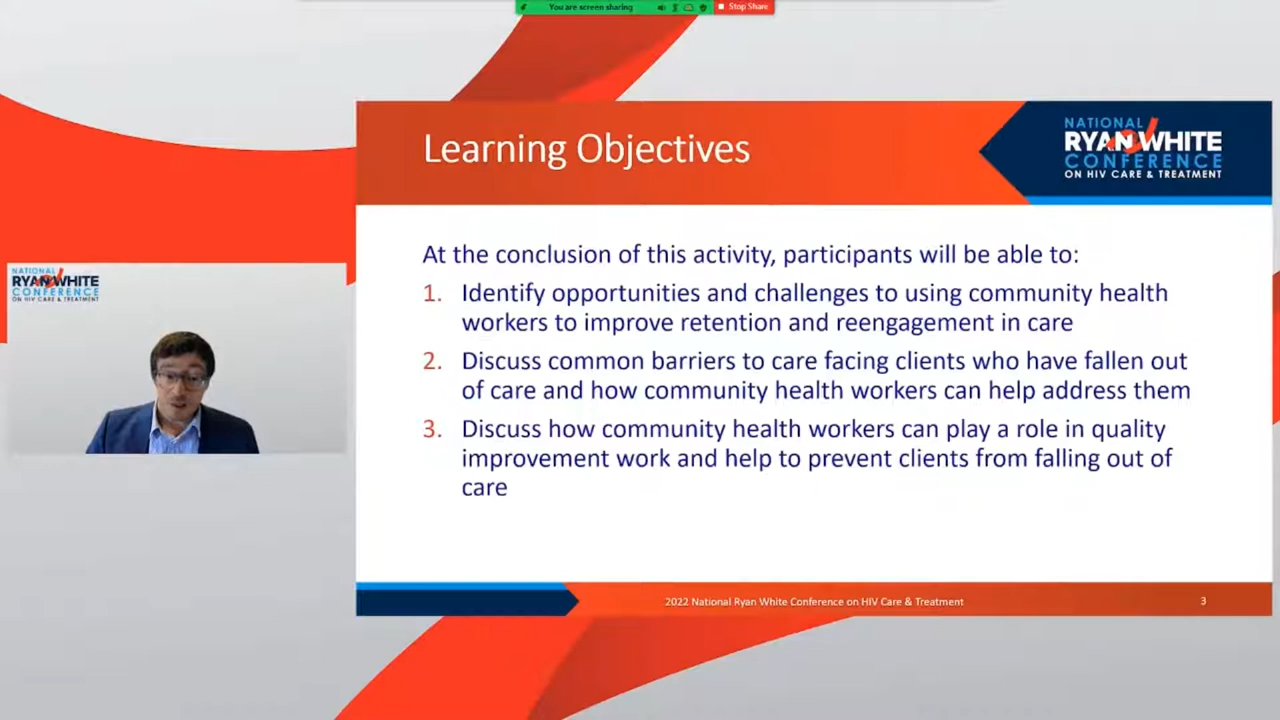 You are screen sharing
Stop Share
Learning Objectives
NATIONAL
RYAN WHITE
CONFERENCE
ON HIV CARE & TREATMENT
At the conclusion of this activity, participants will be able to:
1. Identify opportunities and challenges to using community health
workers to improve retention and reengagement in care
2. Discuss common barriers to care facing clients who have fallen out
of care and how community health workers can help address them
3. Discuss how community health workers can play a role in quality
improvement work and help to prevent clients from falling out of
care
NATIONAL
RYAN WHITE
CONFERENCE
ON HIV CARE & TREATMENT
2022 National Ryan White Conference on HIV Care & Treatment
3